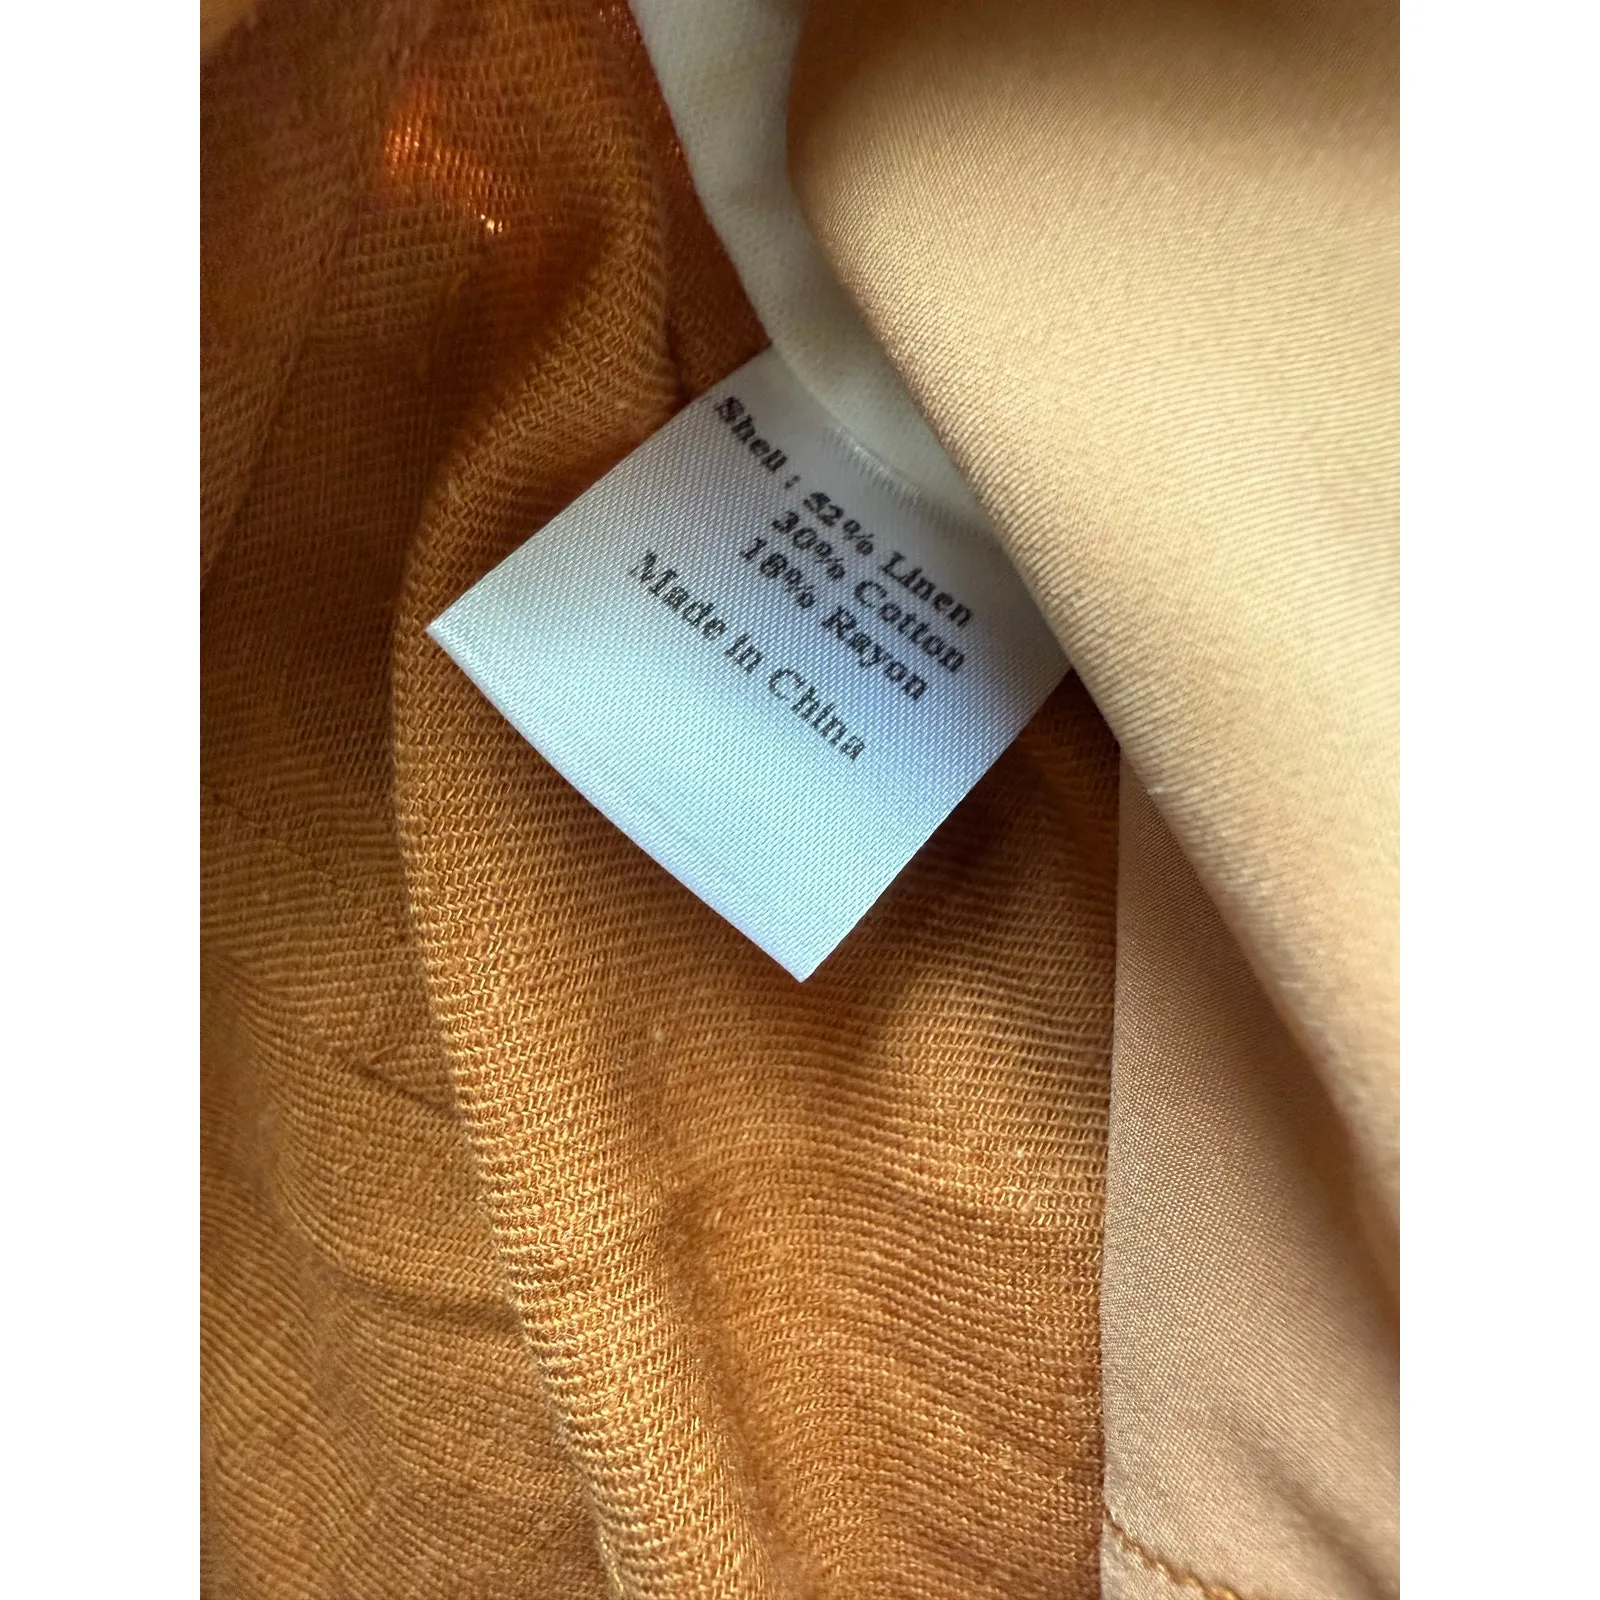 Shell : 52% Linen
30% Cotton
18% Rayon
Made in China